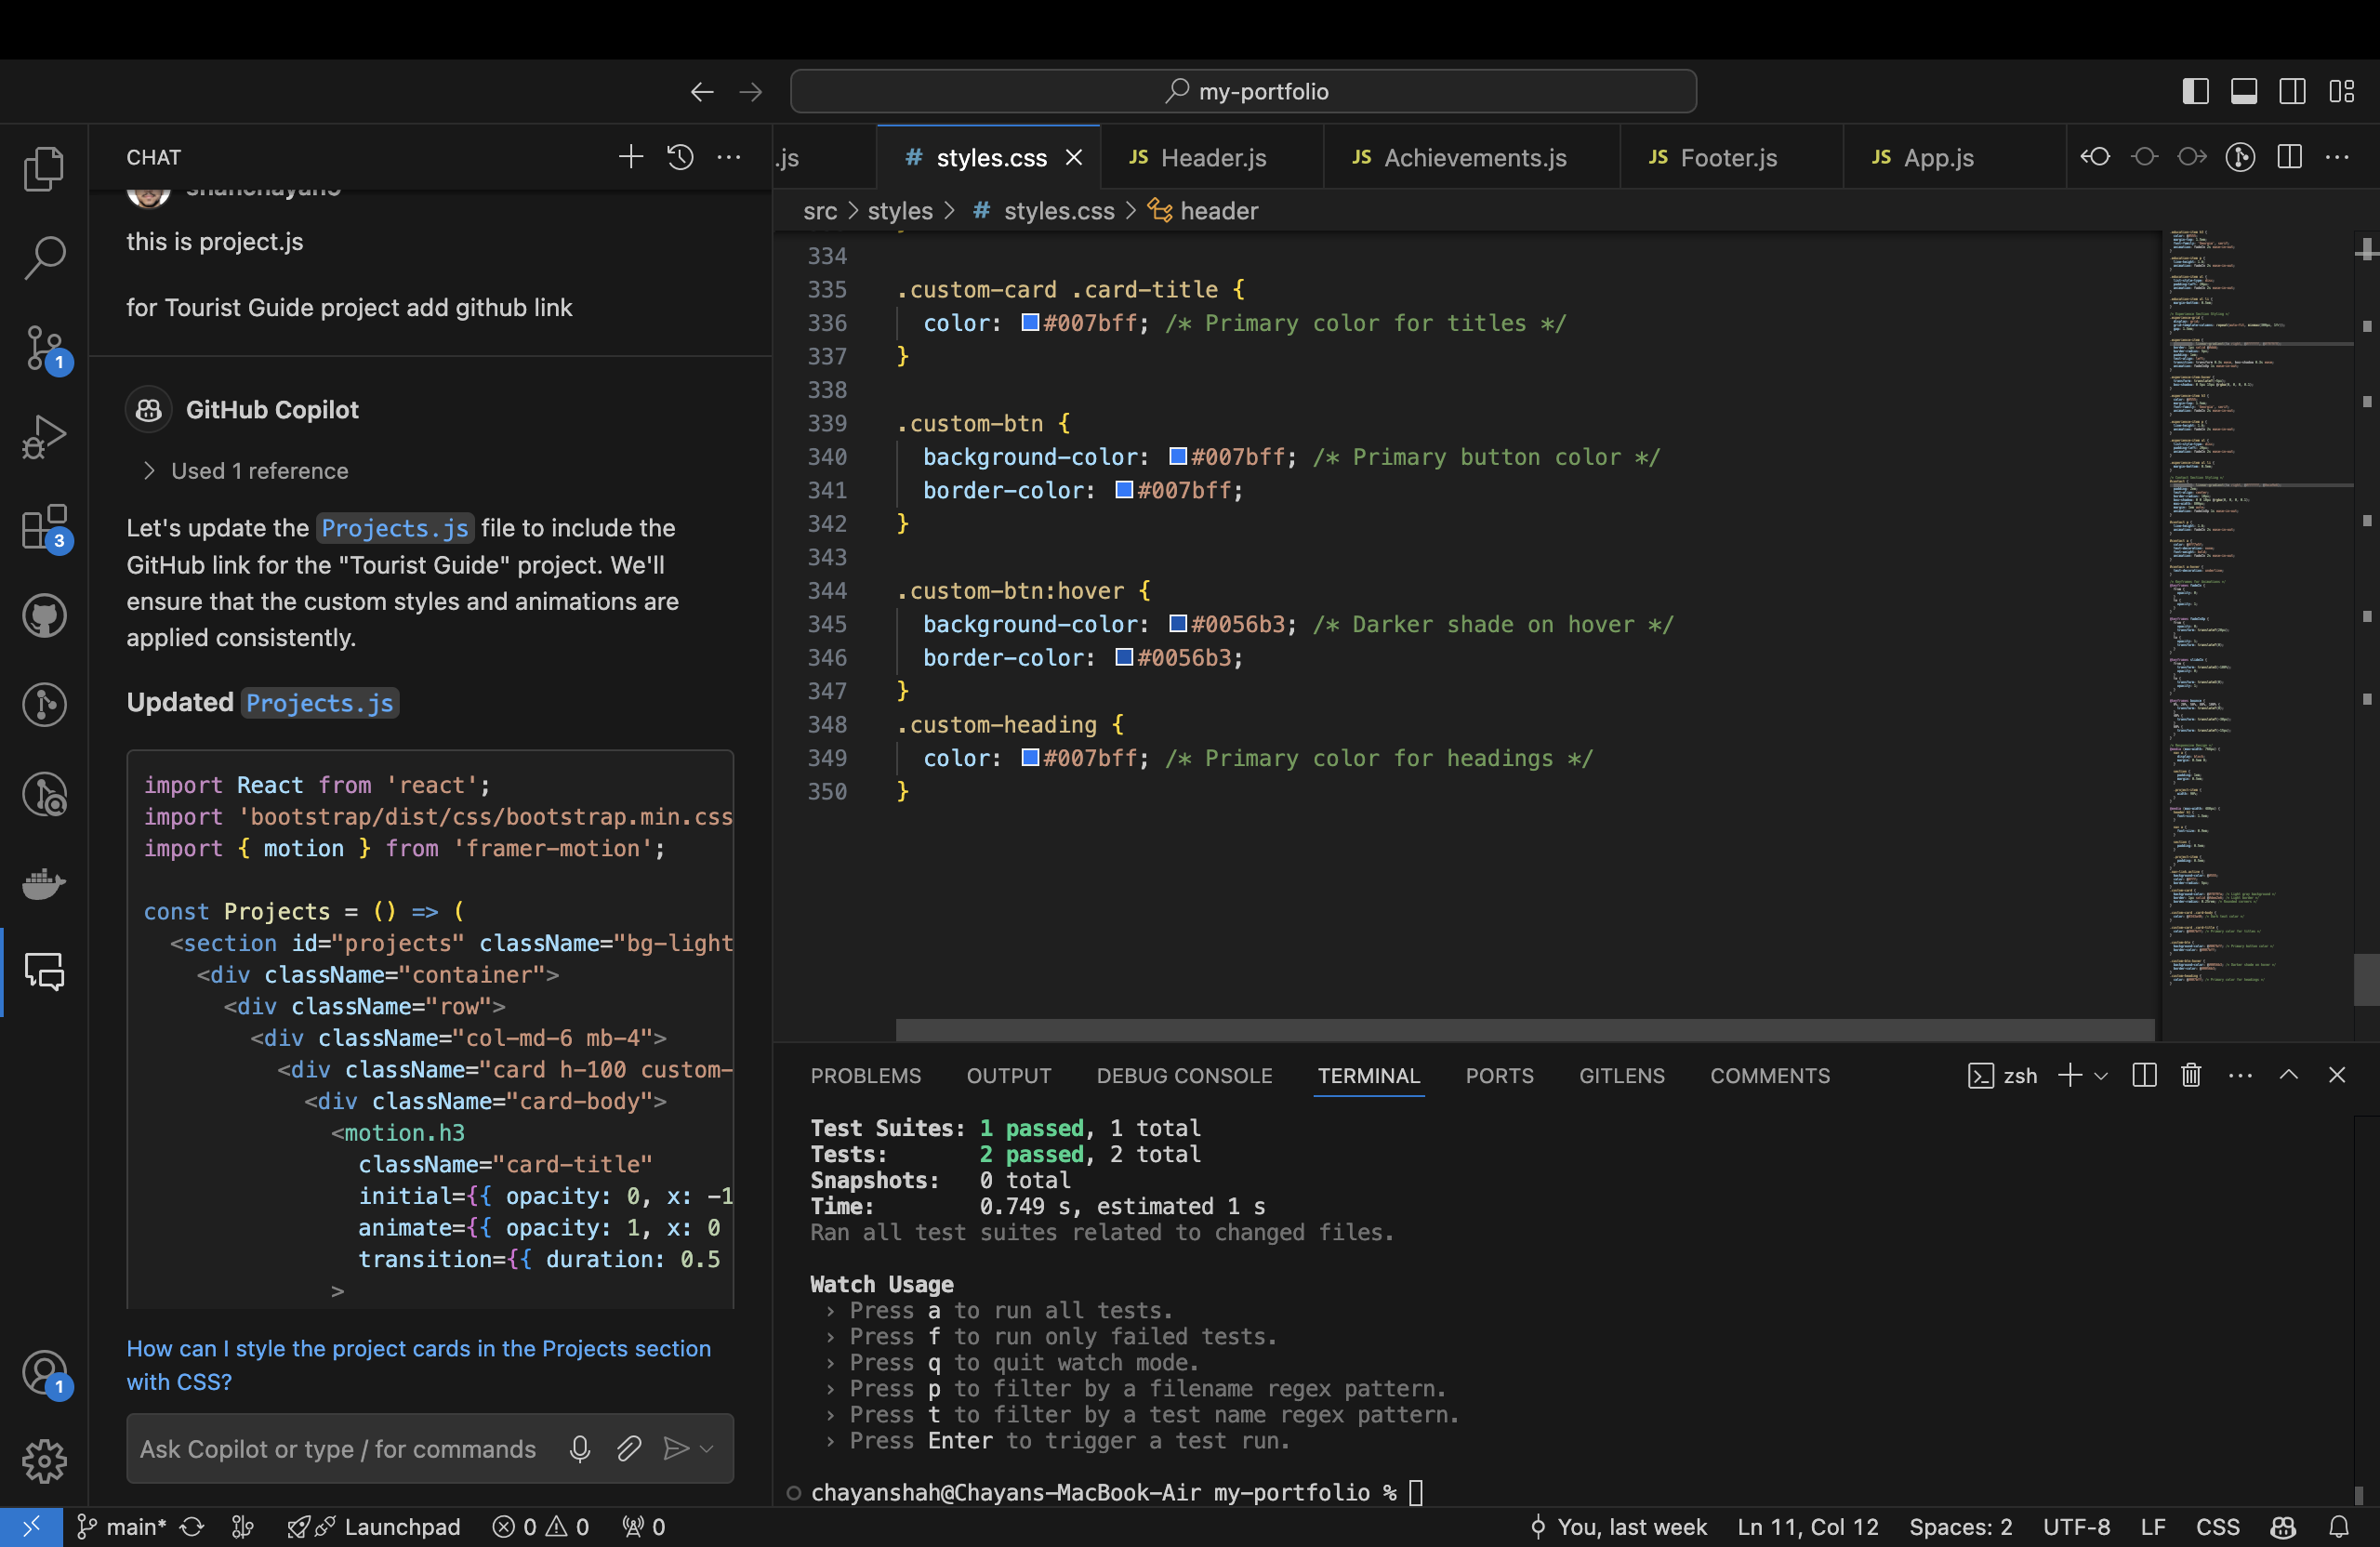 my-portfolio
CHAT
.js
styles.css
JS Header.js
JS Achievements.js
JS Footer.js
JS App.js
src > styles > # styles.css > header
this is project.js
for Tourist Guide project add github link
GitHub Copilot
Used 1 reference
Let's update the Projects.js file to include the
GitHub link for the "Tourist Guide" project. We'll
ensure that the custom styles and animations are
applied consistently.
Updated Projects.js
import React from 'react';
import 'bootstrap/dist/css/bootstrap.min.css
import { motion } from 'framer-motion';
const Projects = () => (
<section id="projects" className="bg-light
<div className="container">
<div className="row">
<div className="col-md-6 mb-4">
<div className="card h-100 custom-
<div className="card-body">
<motion.h3
className="card-title"
initial={{ opacity: 0, x: -1
animate={{ opacity: 1, x: 0
transition={{ duration: 0.5
>
How can I style the project cards in the Projects section
with CSS?
Ask Copilot or type / for commands
334
335 .custom-card .card-title {
336 color: #007bff; /* Primary color for titles */
337 }
338
339 .custom-btn {
340 background-color: #007bff; /* Primary button color */
341 border-color: #007bff;
342 }
343
344 .custom-btn:hover {
345 background-color: #0056b3; /* Darker shade on hover */
346 border-color: #0056b3;
347 }
348 .custom-heading {
349 color: #007bff; /* Primary color for headings */
350 }
1
3
1
PROBLEMS OUTPUT DEBUG CONSOLE TERMINAL PORTS GITLENS COMMENTS
zsh
Test Suites: 1 passed, 1 total
Tests: 2 passed, 2 total
Snapshots: 0 total
Time: 0.749 s, estimated 1 s
Ran all test suites related to changed files.
Watch Usage
› Press a to run all tests.
› Press f to run only failed tests.
› Press q to quit watch mode.
› Press p to filter by a filename regex pattern.
› Press t to filter by a test name regex pattern.
› Press Enter to trigger a test run.
chayanshah@Chayans-MacBook-Air my-portfolio %
main* Launchpad 0 0 0 You, last week Ln 11, Col 12 Spaces: 2 UTF-8 LF CSS